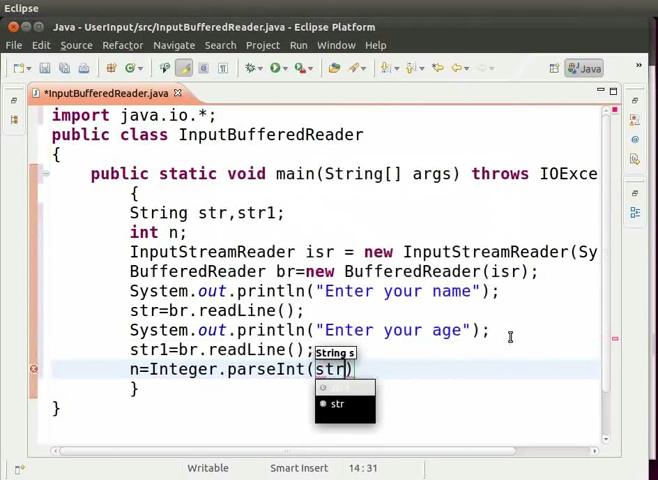 Eclipse
Java - UserInput/src/InputBufferedReader.java - Eclipse Platform
File Edit Source Refactor Navigate Search Project Run Window Help
Java
*InputBufferedReader.java
import java.io.*;
public class InputBufferedReader
{
public static void main(String[] args) throws IOExce
{
String str,str1;
int n;
InputStreamReader isr = new InputStreamReader(Sy
BufferedReader br=new BufferedReader(isr);
System.out.println("Enter your name");
str=br.readLine();
System.out.println("Enter your age");
str1=br.readLine();
String s
n=Integer.parseInt(str)
}
str
}
Writable Smart Insert 14:31